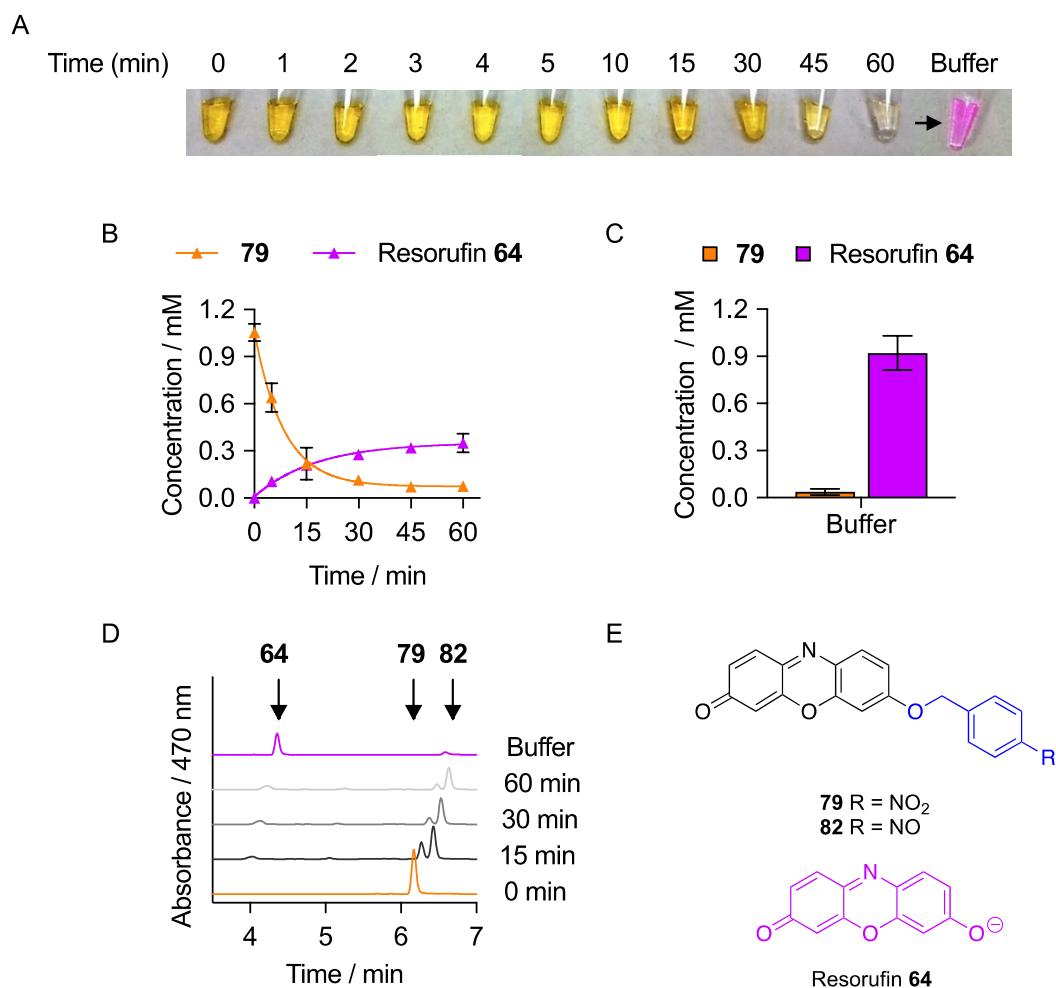 A
Time (min) 0 1 2 3 4 5 10 15 30 45 60 Buffer
B
79 Resorufin 64
Concentration / mM
1.2
0.9
0.6
0.3
0.0
0 15 30 45 60
Time / min
C
79 Resorufin 64
Concentration / mM
1.2
0.9
0.6
0.3
0.0
Buffer
D
64 79 82
Absorbance / 470 nm
Buffer
60 min
30 min
15 min
0 min
4 5 6 7
Time / min
E
N
O O O
R
79 R = NO₂
82 R = NO
N
O O O⊖
Resorufin 64